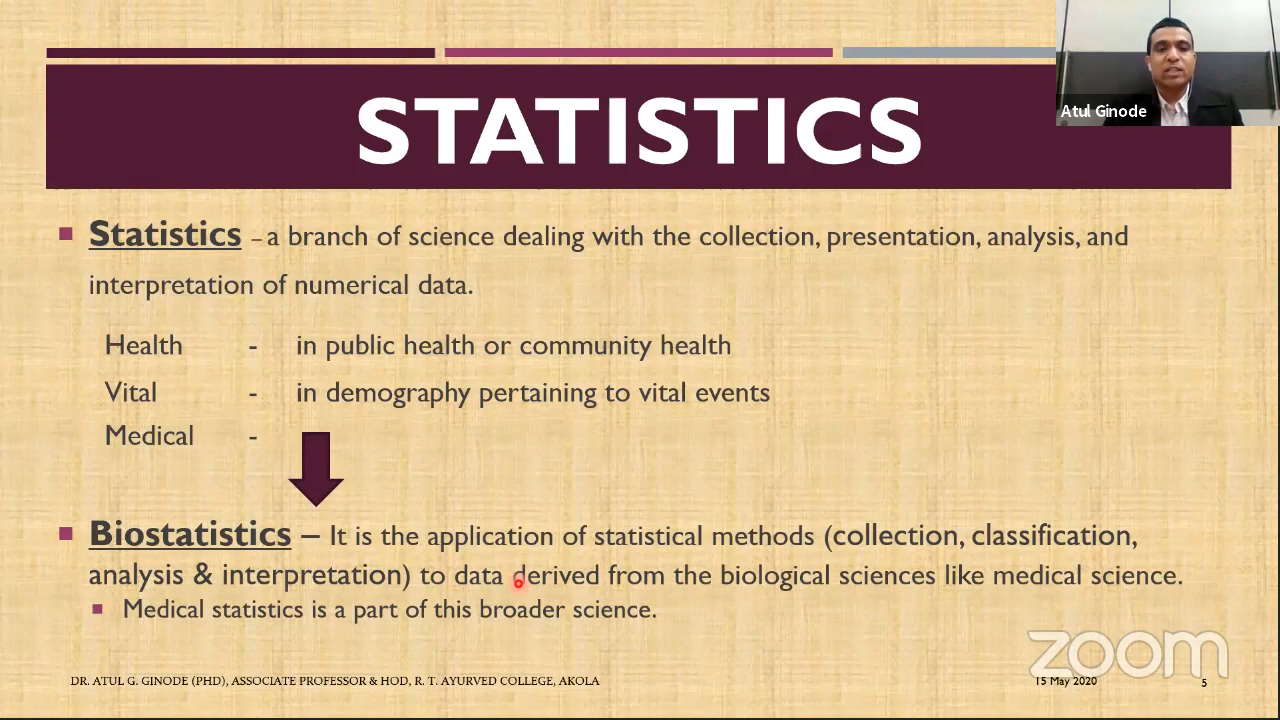 Atul Ginode
STATISTICS
Statistics – a branch of science dealing with the collection, presentation, analysis, and
interpretation of numerical data.
Health - in public health or community health
Vital - in demography pertaining to vital events
Medical -
Biostatistics – It is the application of statistical methods (collection, classification,
analysis & interpretation) to data derived from the biological sciences like medical science.
Medical statistics is a part of this broader science.
zoom
DR. ATUL G. GINODE (PHD), ASSOCIATE PROFESSOR & HOD, R. T. AYURVED COLLEGE, AKOLA 15 May 2020 5